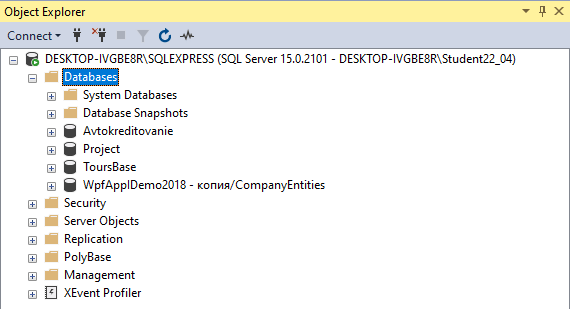 Object Explorer
Connect
DESKTOP-IVGBE8R\SQLEXPRESS (SQL Server 15.0.2101 - DESKTOP-IVGBE8R\Student22_04)
Databases
System Databases
Database Snapshots
Avtokreditovanie
Project
ToursBase
WpfApplDemo2018 - копия/CompanyEntities
Security
Server Objects
Replication
PolyBase
Management
XEvent Profiler